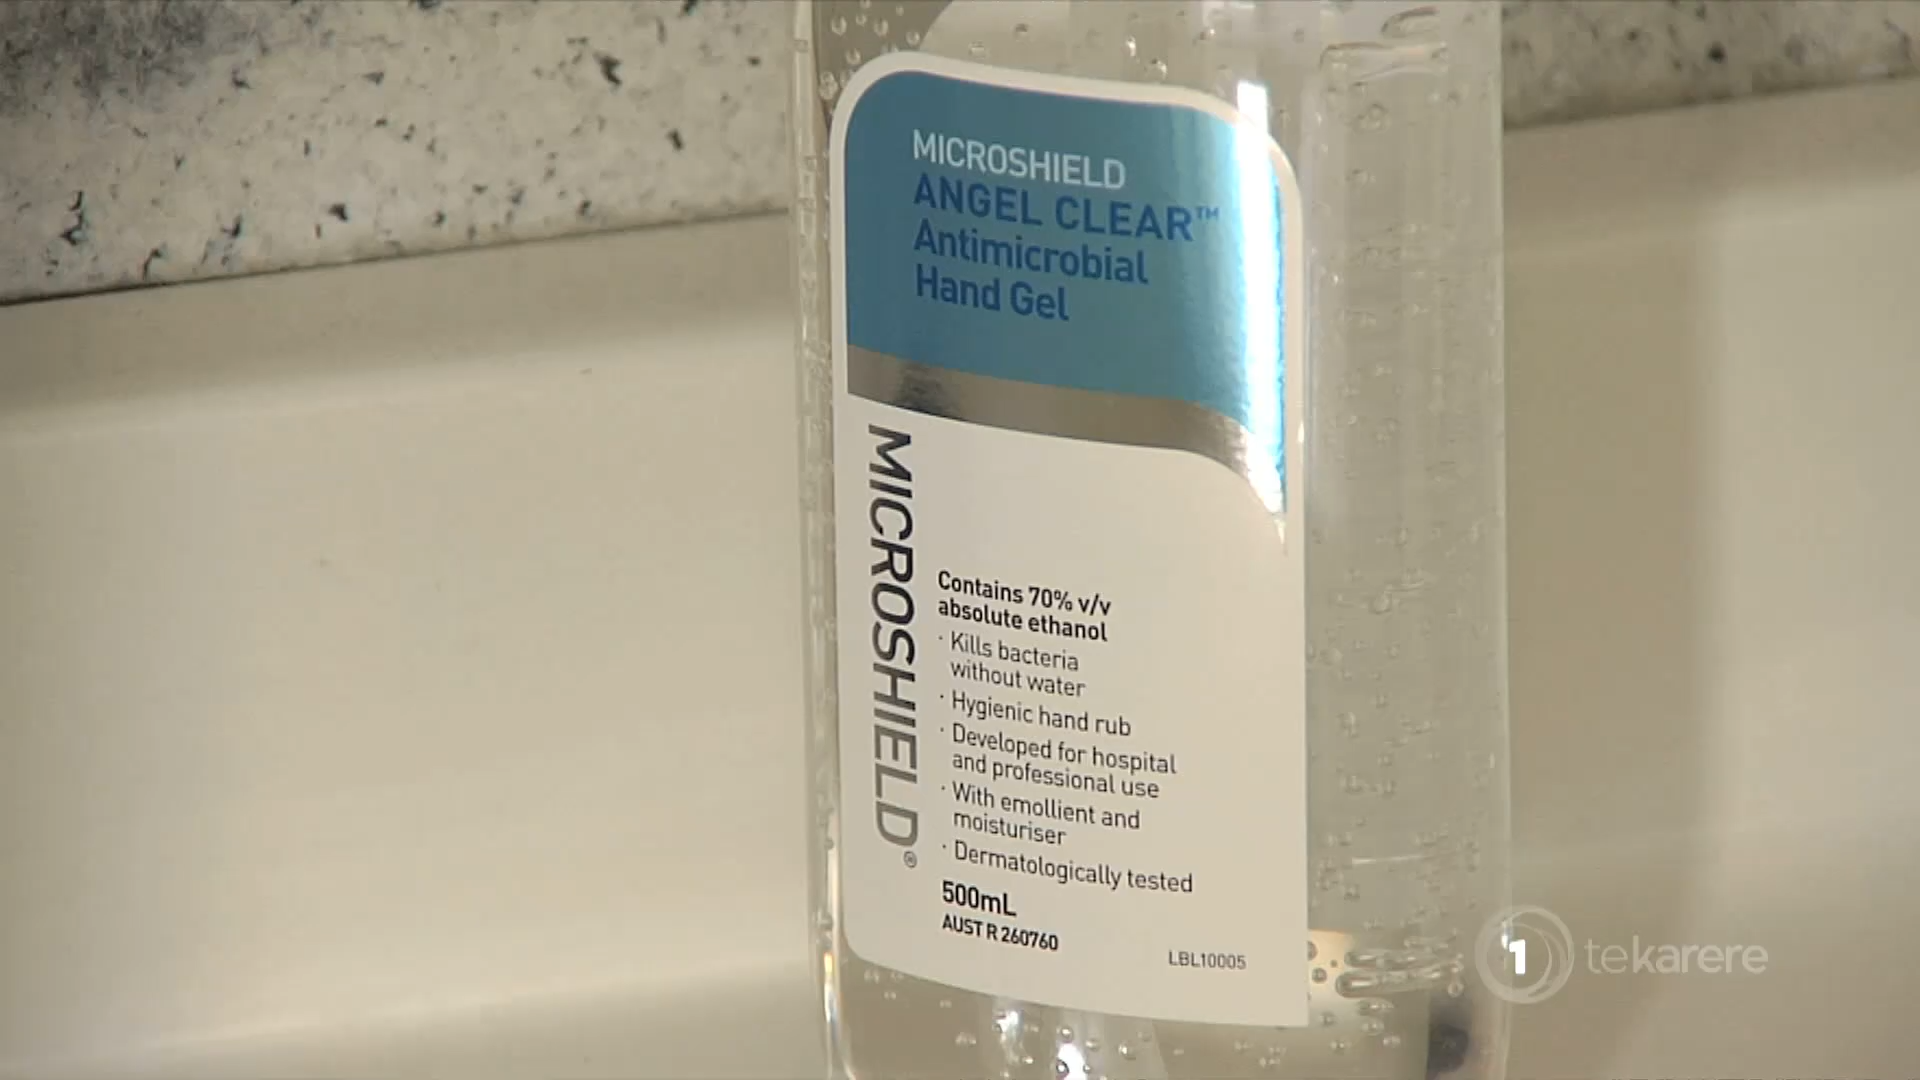 MICROSHIELD
ANGEL CLEAR™
Antimicrobial
Hand Gel
MICROSHIELD®
Contains 70% v/v
absolute ethanol
· Kills bacteria
without water
· Hygienic hand rub
· Developed for hospital
and professional use
· With emollient and
moisturiser
· Dermatologically tested
500mL
AUST R 260760
LBL10005
1 tekarere